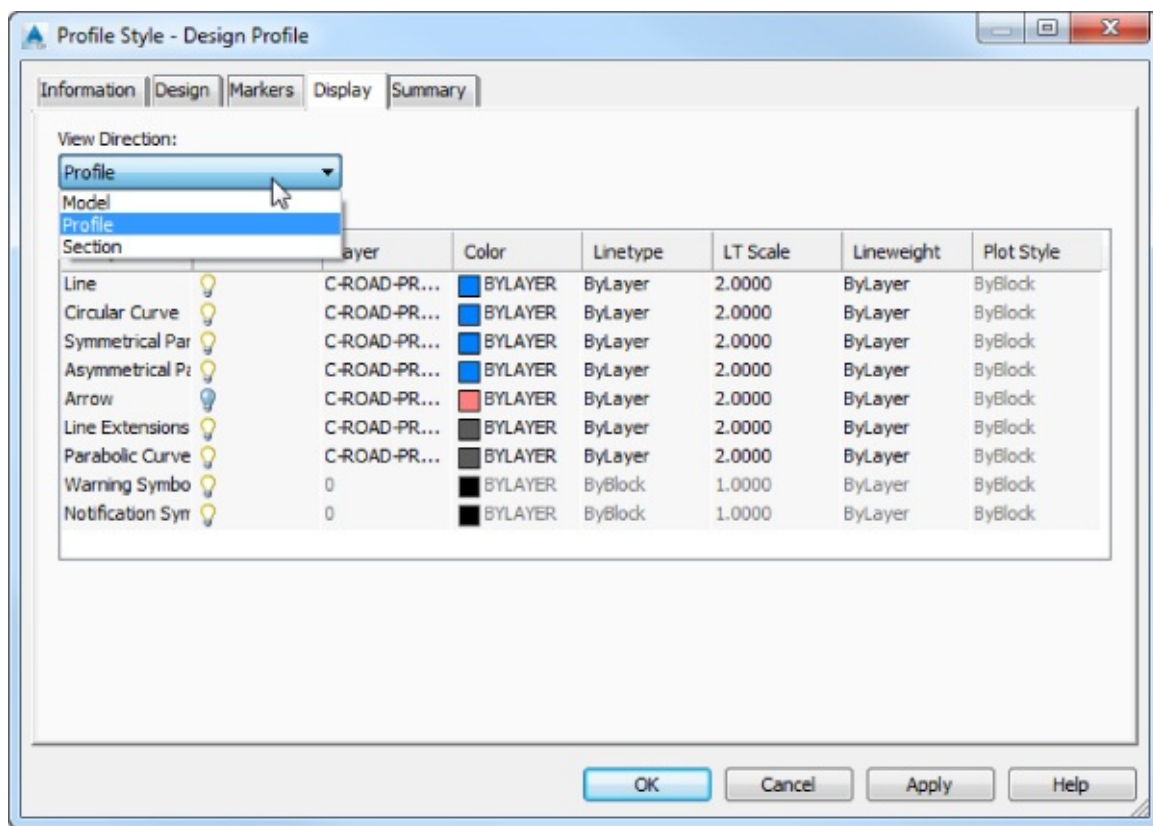 Profile Style - Design Profile
Information Design Markers Display Summary
View Direction:
Profile
Model
Profile
Section
ayer Color Linetype LT Scale Lineweight Plot Style
Line C-ROAD-PR... BYLAYER ByLayer 2.0000 ByLayer ByBlock
Circular Curve C-ROAD-PR... BYLAYER ByLayer 2.0000 ByLayer ByBlock
Symmetrical Par C-ROAD-PR... BYLAYER ByLayer 2.0000 ByLayer ByBlock
Asymmetrical Pa C-ROAD-PR... BYLAYER ByLayer 2.0000 ByLayer ByBlock
Arrow C-ROAD-PR... BYLAYER ByLayer 2.0000 ByLayer ByBlock
Line Extensions C-ROAD-PR... BYLAYER ByLayer 2.0000 ByLayer ByBlock
Parabolic Curve C-ROAD-PR... BYLAYER ByLayer 2.0000 ByLayer ByBlock
Warning Symbo 0 BYLAYER ByBlock 1.0000 ByLayer ByBlock
Notification Sym 0 BYLAYER ByBlock 1.0000 ByLayer ByBlock
OK Cancel Apply Help